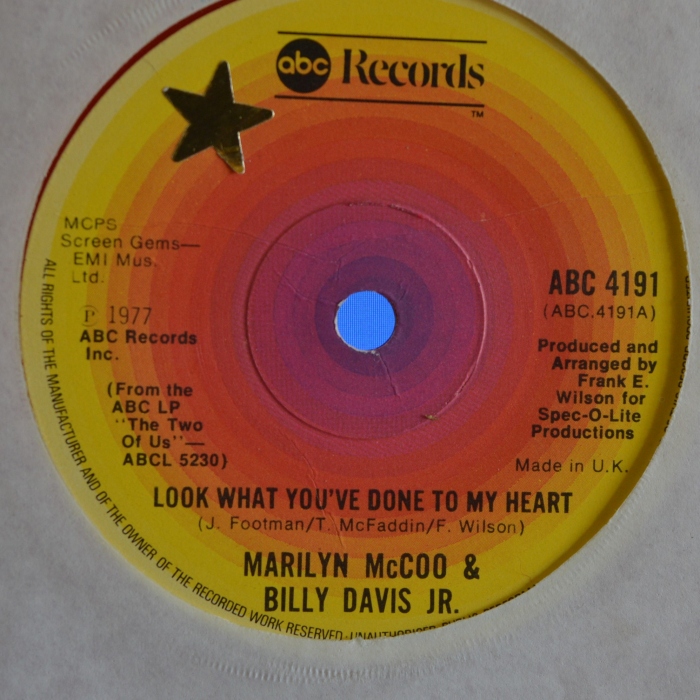 abc Records
TM
MCPS
Screen Gems—
EMI Mus.
Ltd.
℗ 1977
ABC Records
Inc.
(From the
ABC LP
"The Two
Of Us"—
ABCL 5230)
ABC 4191
(ABC.4191A)
Produced and
Arranged by
Frank E.
Wilson for
Spec-O-Lite
Productions
Made in U.K.
LOOK WHAT YOU'VE DONE TO MY HEART
(J. Footman/T. McFaddin/F. Wilson)
MARILYN McCOO &
BILLY DAVIS JR.
ALL RIGHTS OF THE MANUFACTURER AND OF THE OWNER OF THE RECORDED WORK RESERVED · UNAUTHORISED